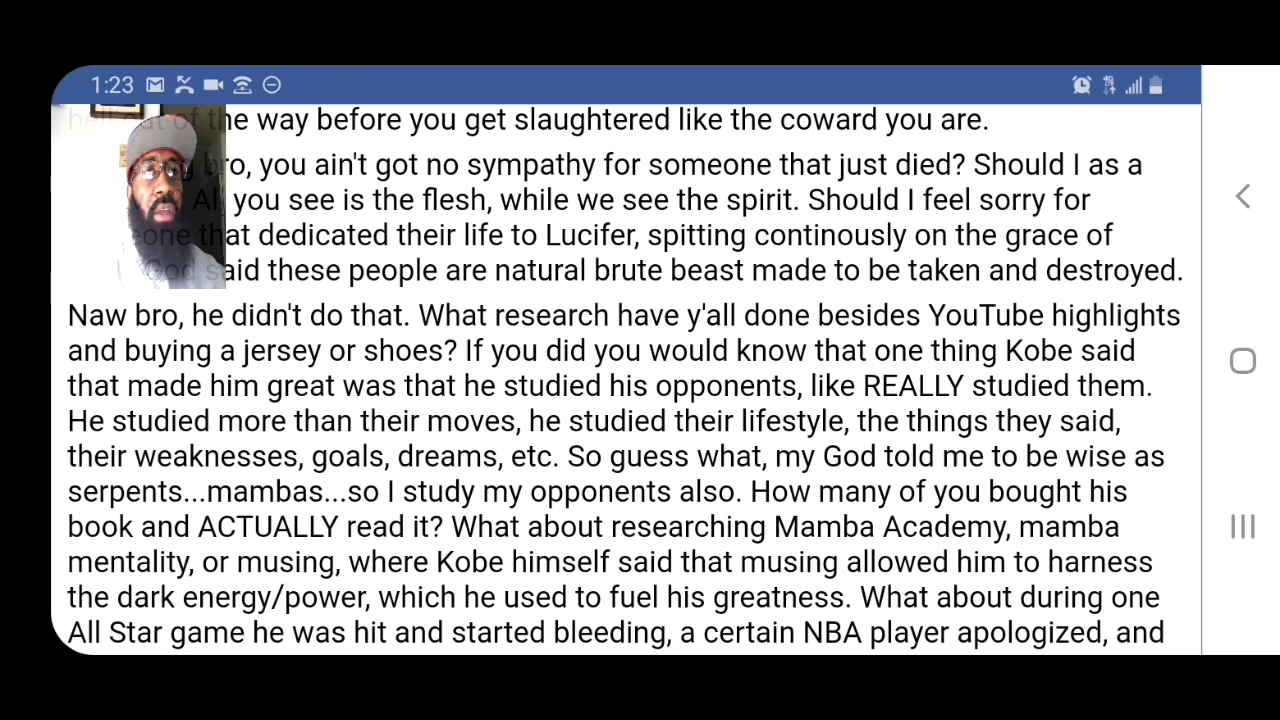 1:23
hell out of the way before you get slaughtered like the coward you are.
bro, you ain't got no sympathy for someone that just died? Should I as a
you see is the flesh, while we see the spirit. Should I feel sorry for
that dedicated their life to Lucifer, spitting continously on the grace of
God said these people are natural brute beast made to be taken and destroyed.
Naw bro, he didn't do that. What research have y'all done besides YouTube highlights
and buying a jersey or shoes? If you did you would know that one thing Kobe said
that made him great was that he studied his opponents, like REALLY studied them.
He studied more than their moves, he studied their lifestyle, the things they said,
their weaknesses, goals, dreams, etc. So guess what, my God told me to be wise as
serpents...mambas...so I study my opponents also. How many of you bought his
book and ACTUALLY read it? What about researching Mamba Academy, mamba
mentality, or musing, where Kobe himself said that musing allowed him to harness
the dark energy/power, which he used to fuel his greatness. What about during one
All Star game he was hit and started bleeding, a certain NBA player apologized, and